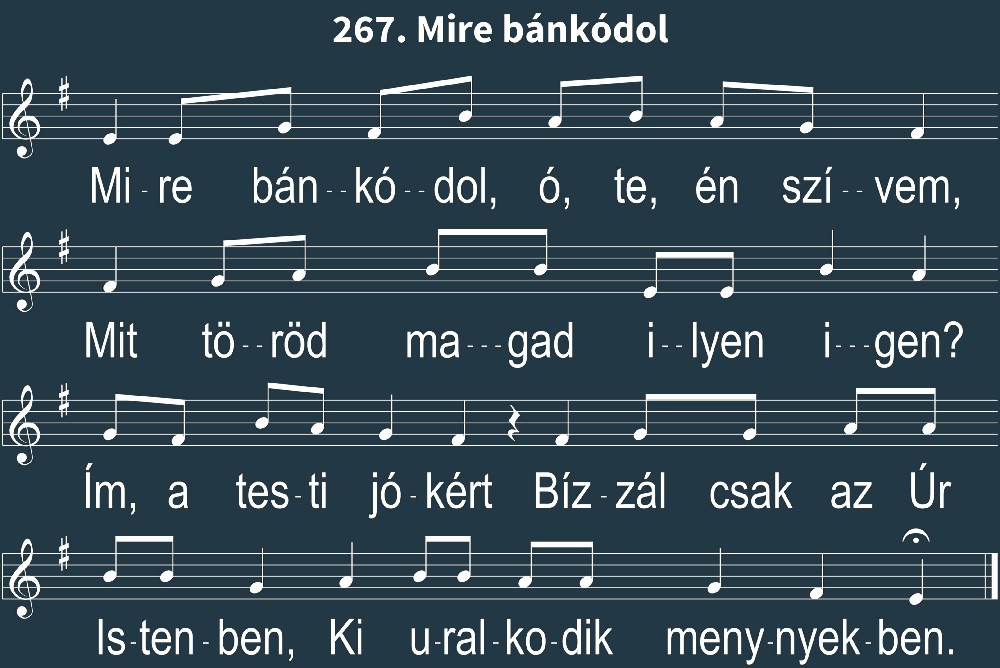 267. Mire bánkódol
Mi - re bán - - kó - - dol, ó, te, én szí - - vem,
Mit tö - - röd ma - - - gad i - - lyen i - - - gen?
Ím, a tes - ti jó - kért Bíz - zál csak az Úr
Is - ten - ben, Ki u - ral - ko - dik meny - nyek - ben.